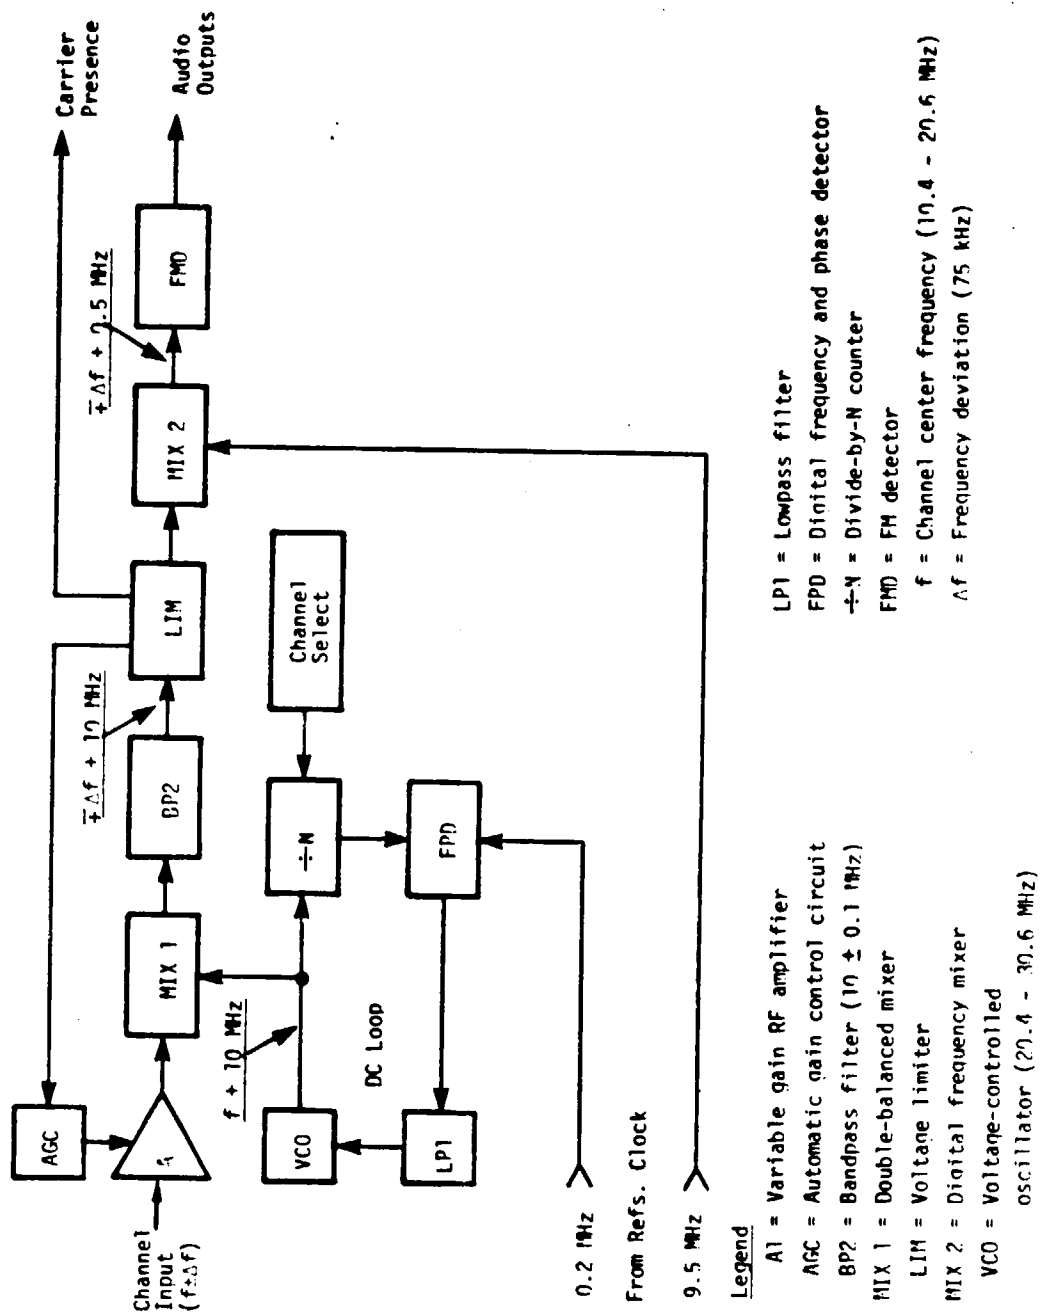 Carrier
Presence
Audio
Outputs
∓Δf + 0.5 MHz
FMD
MIX 2
LIM
∓Δf + 10 MHz
BP2
MIX 1
AGC
A
Channel
Input
(f±Δf)
Channel
Select
÷N
FPD
f + 10 MHz
DC Loop
VCO
LP1
0.2 MHz
From Refs. Clock
9.5 MHz
Legend
A1 = Variable gain RF amplifier
AGC = Automatic gain control circuit
BP2 = Bandpass filter (10 ± 0.1 MHz)
MIX 1 = Double-balanced mixer
LIM = Voltage limiter
MIX 2 = Digital frequency mixer
VCO = Voltage-controlled
oscillator (20.4 - 30.6 MHz)
LP1 = Lowpass filter
FPD = Digital frequency and phase detector
÷N = Divide-by-N counter
FMD = FM detector
f = Channel center frequency (10.4 - 20.6 MHz)
Δf = Frequency deviation (75 kHz)